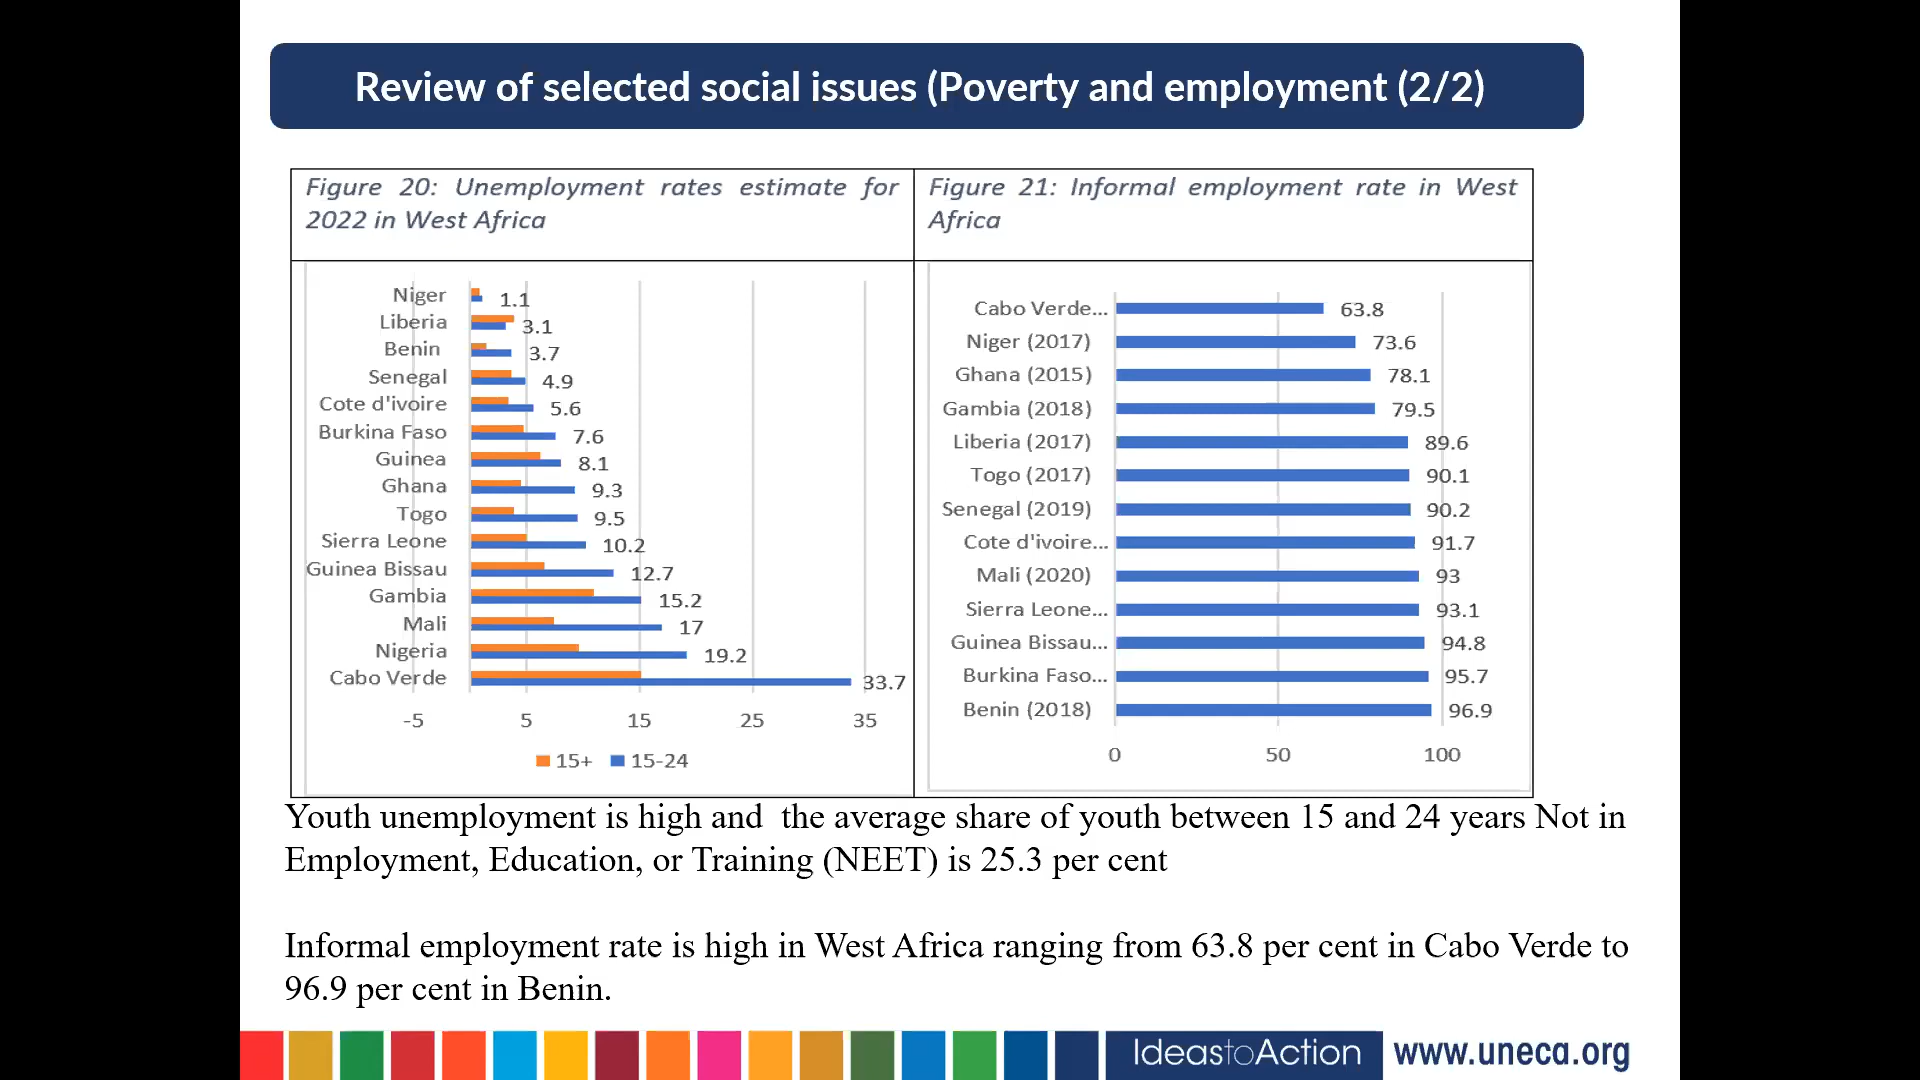 Review of selected social issues (Poverty and employment (2/2)
Figure 20: Unemployment rates estimate for
2022 in West Africa
Niger 1.1
Liberia 3.1
Benin 3.7
Senegal 4.9
Cote d'ivoire 5.6
Burkina Faso 7.6
Guinea 8.1
Ghana 9.3
Togo 9.5
Sierra Leone 10.2
Guinea Bissau 12.7
Gambia 15.2
Mali 17
Nigeria 19.2
Cabo Verde 33.7
-5 5 15 25 35
15+ 15-24
Figure 21: Informal employment rate in West
Africa
Cabo Verde... 63.8
Niger (2017) 73.6
Ghana (2015) 78.1
Gambia (2018) 79.5
Liberia (2017) 89.6
Togo (2017) 90.1
Senegal (2019) 90.2
Cote d'ivoire... 91.7
Mali (2020) 93
Sierra Leone... 93.1
Guinea Bissau... 94.8
Burkina Faso... 95.7
Benin (2018) 96.9
0 50 100
Youth unemployment is high and  the average share of youth between 15 and 24 years Not in
Employment, Education, or Training (NEET) is 25.3 per cent
Informal employment rate is high in West Africa ranging from 63.8 per cent in Cabo Verde to
96.9 per cent in Benin.
IdeastoAction www.uneca.org